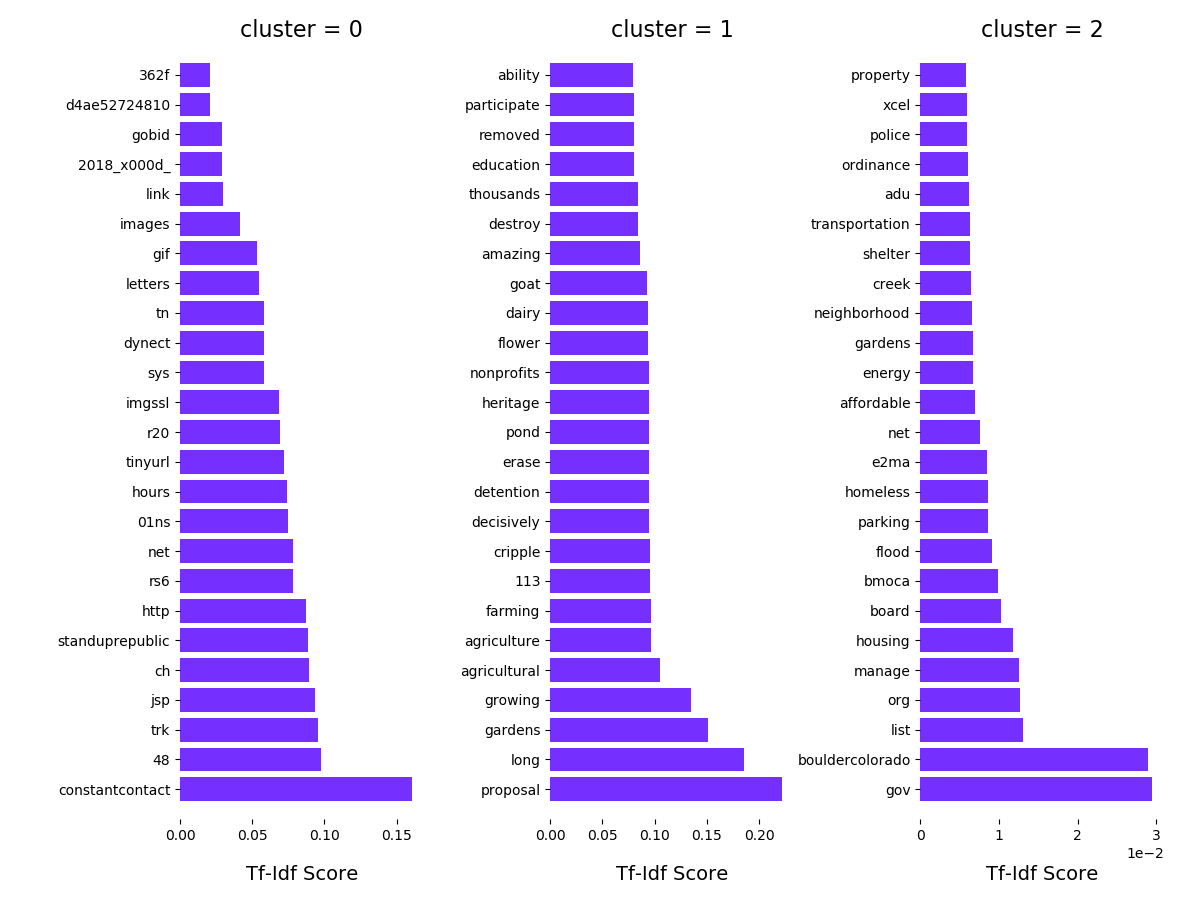 cluster = 0
362f
d4ae52724810
gobid
2018_x000d_
link
images
gif
letters
tn
dynect
sys
imgssl
r20
tinyurl
hours
01ns
net
rs6
http
standuprepublic
ch
jsp
trk
48
constantcontact
0.00 0.05 0.10 0.15
Tf-Idf Score
cluster = 1
ability
participate
removed
education
thousands
destroy
amazing
goat
dairy
flower
nonprofits
heritage
pond
erase
detention
decisively
cripple
113
farming
agriculture
agricultural
growing
gardens
long
proposal
0.00 0.05 0.10 0.15 0.20
Tf-Idf Score
cluster = 2
property
xcel
police
ordinance
adu
transportation
shelter
creek
neighborhood
gardens
energy
affordable
net
e2ma
homeless
parking
flood
bmoca
board
housing
manage
org
list
bouldercolorado
gov
0 1 2 3
1e−2
Tf-Idf Score